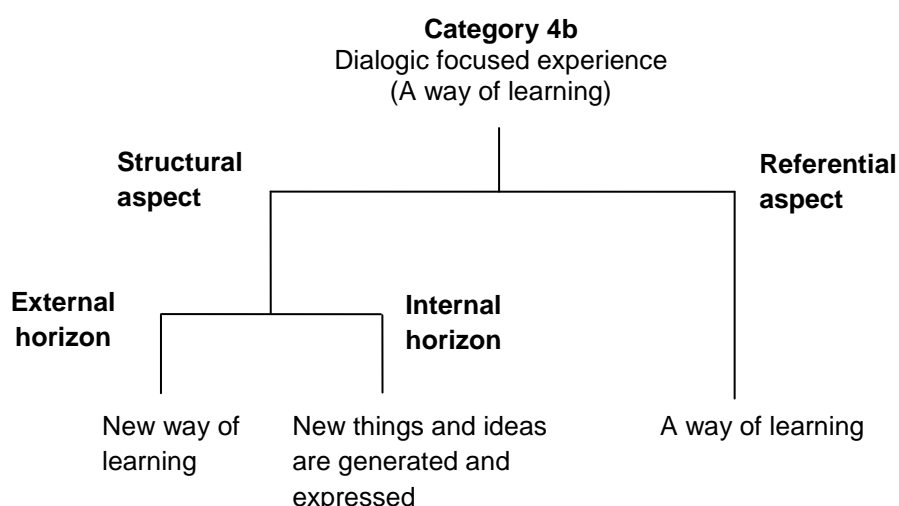 Category 4b
Dialogic focused experience
(A way of learning)
Structural
aspect
Referential
aspect
External
horizon
Internal
horizon
New way of
learning
New things and ideas
are generated and
expressed
A way of learning